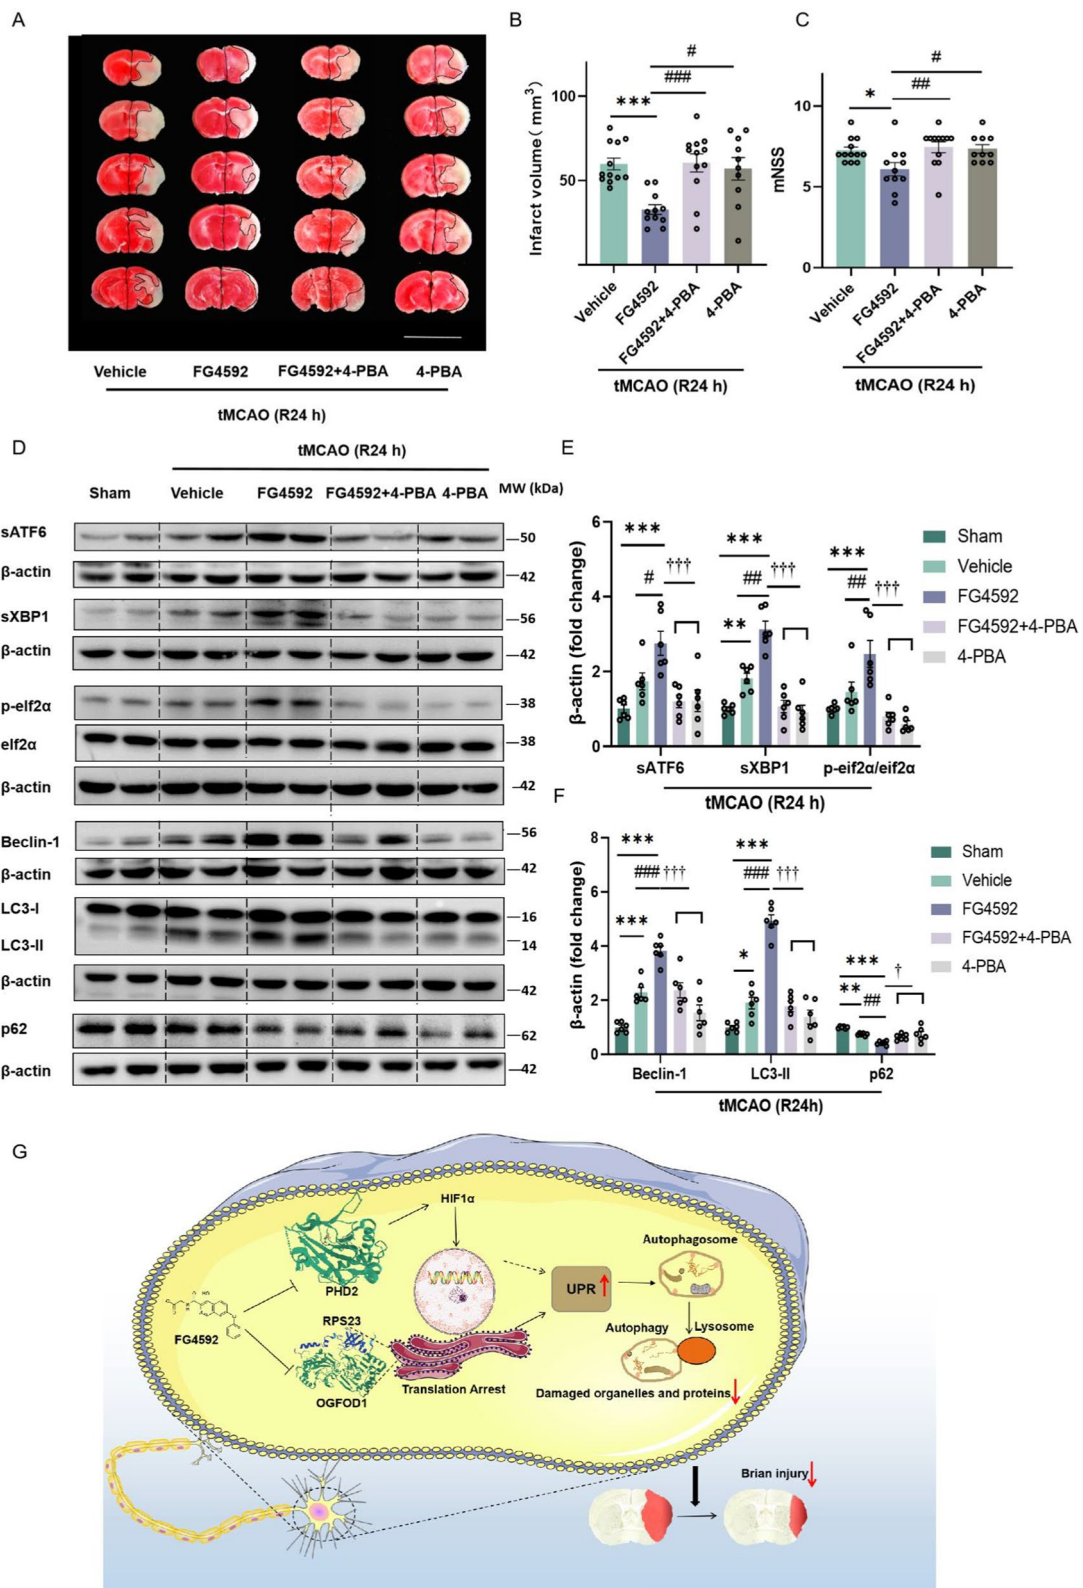 A
Vehicle FG4592 FG4592+4-PBA 4-PBA
tMCAO (R24 h)
B
Infarct volume( mm³)
100
50
***
###
#
Vehicle
FG4592
FG4592+4-PBA
4-PBA
tMCAO (R24 h)
C
mNSS
10
5
0
*
##
#
Vehicle
FG4592
FG4592+4-PBA
4-PBA
tMCAO (R24 h)
D
tMCAO (R24 h)
Sham Vehicle FG4592 FG4592+4-PBA 4-PBA MW (kDa)
sATF6 50
β-actin 42
sXBP1 56
β-actin 42
p-elf2α 38
elf2α 38
β-actin 42
Beclin-1 56
β-actin 42
LC3-I 16
LC3-II 14
β-actin 42
p62 62
β-actin 42
E
β-actin (fold change)
6
4
2
0
*** # †††
*** ## ††† **
*** ## †††
sATF6 sXBP1 p-eif2α/eif2α
tMCAO (R24 h)
Sham
Vehicle
FG4592
FG4592+4-PBA
4-PBA
F
β-actin (fold change)
8
6
4
2
0
*** ### ††† ***
*** ### ††† *
*** † ** ##
Beclin-1 LC3-II p62
tMCAO (R24h)
Sham
Vehicle
FG4592
FG4592+4-PBA
4-PBA
G
HIF1α
PHD2
FG4592
RPS23
OGFOD1
Translation Arrest
UPR
Autophagosome
Autophagy
Lysosome
Damaged organelles and proteins
Brian injury